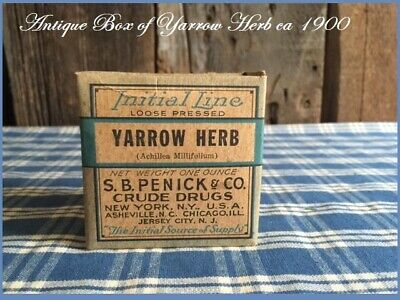 Antique Box of Yarrow Herb ca 1900
Initial Line
LOOSE PRESSED
YARROW HERB
(Achillea Millifolium)
NET WEIGHT ONE OUNCE
S. B. PENICK & CO.
CRUDE DRUGS
NEW YORK, N.Y., U.S.A.
ASHEVILLE, N.C. CHICAGO, ILL.
JERSEY CITY, N. J.
"The Initial Source of Supply"